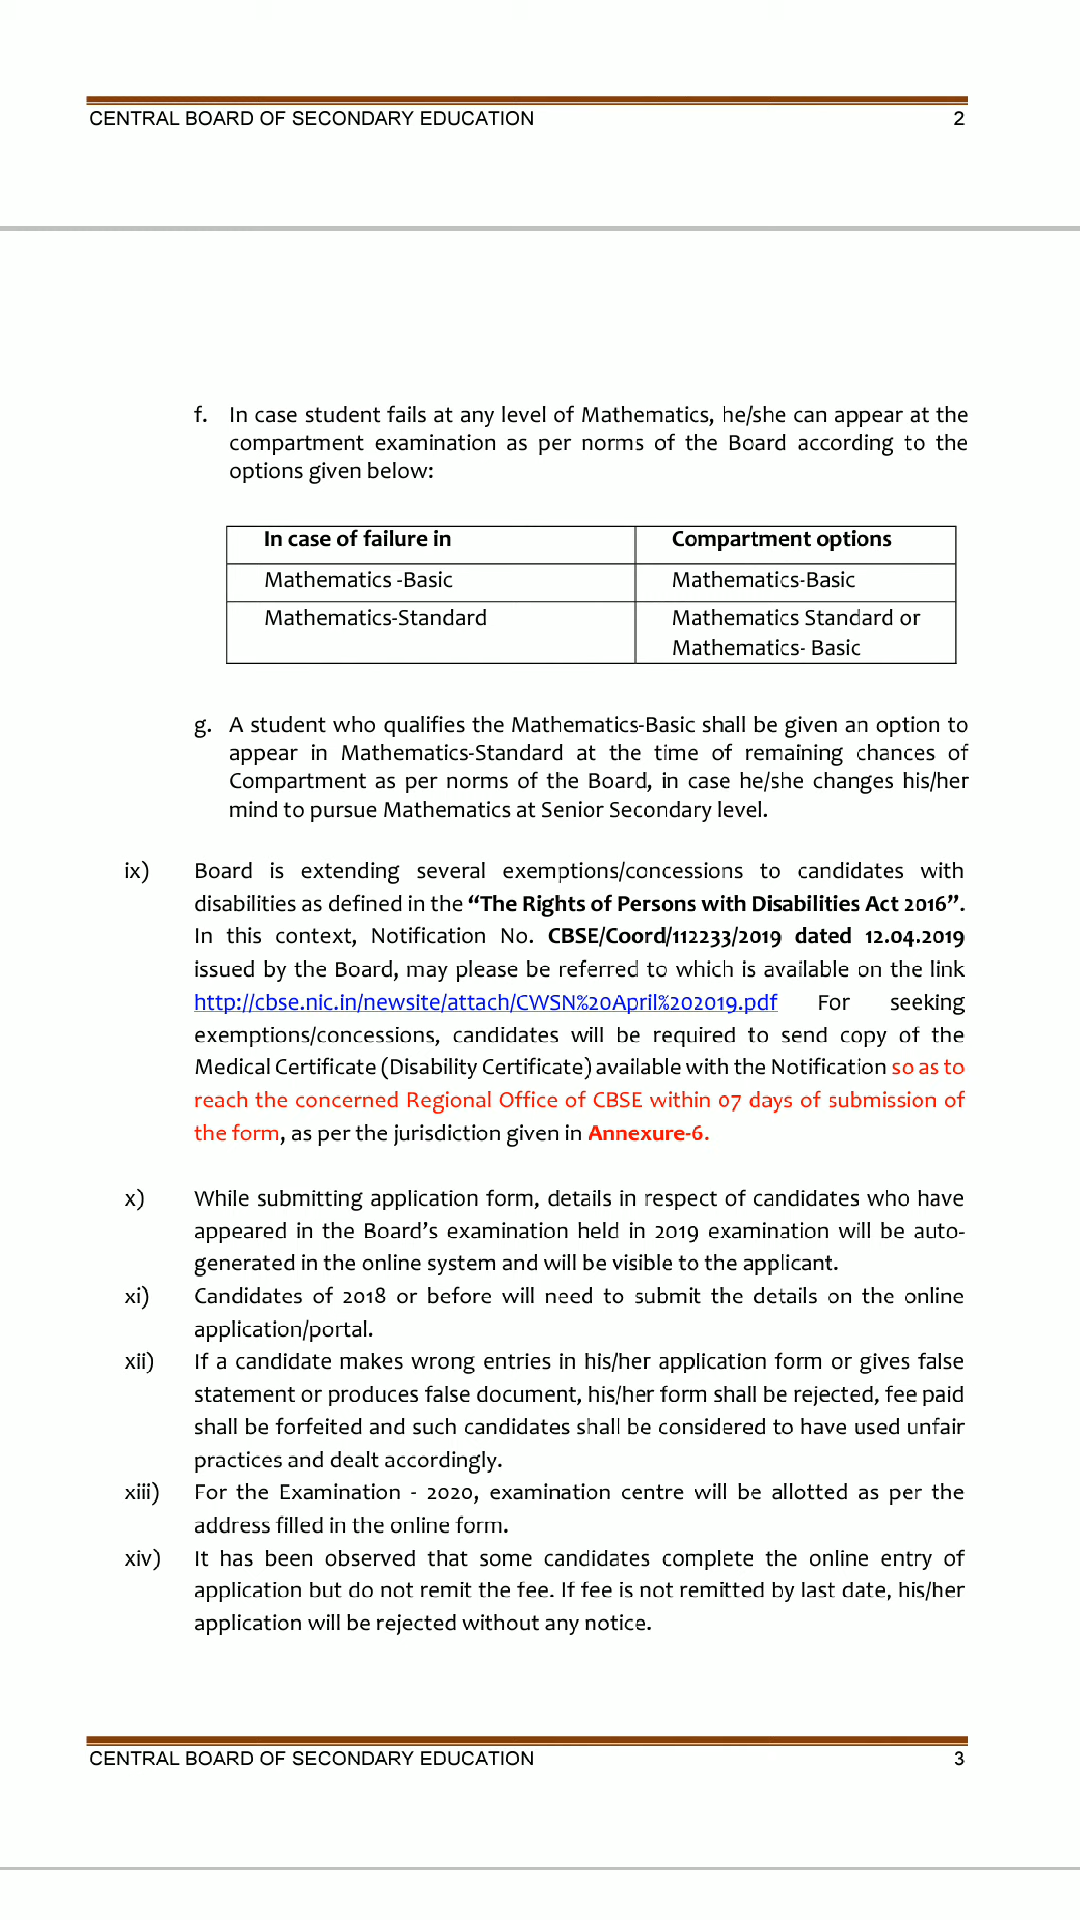 CENTRAL BOARD OF SECONDARY EDUCATION 2
f. In case student fails at any level of Mathematics, he/she can appear at the
compartment examination as per norms of the Board according to the
options given below:
In case of failure in Compartment options
Mathematics -Basic Mathematics-Basic
Mathematics-Standard Mathematics Standard or
Mathematics- Basic
g. A student who qualifies the Mathematics-Basic shall be given an option to
appear in Mathematics-Standard at the time of remaining chances of
Compartment as per norms of the Board, in case he/she changes his/her
mind to pursue Mathematics at Senior Secondary level.
ix) Board is extending several exemptions/concessions to candidates with
disabilities as defined in the “The Rights of Persons with Disabilities Act 2016”.
In this context, Notification No. CBSE/Coord/112233/2019 dated 12.04.2019
issued by the Board, may please be referred to which is available on the link
http://cbse.nic.in/newsite/attach/CWSN%20April%202019.pdf For seeking
exemptions/concessions, candidates will be required to send copy of the
Medical Certificate (Disability Certificate) available with the Notification so as to
reach the concerned Regional Office of CBSE within 07 days of submission of
the form, as per the jurisdiction given in Annexure-6.
x) While submitting application form, details in respect of candidates who have
appeared in the Board’s examination held in 2019 examination will be auto-
generated in the online system and will be visible to the applicant.
xi) Candidates of 2018 or before will need to submit the details on the online
application/portal.
xii) If a candidate makes wrong entries in his/her application form or gives false
statement or produces false document, his/her form shall be rejected, fee paid
shall be forfeited and such candidates shall be considered to have used unfair
practices and dealt accordingly.
xiii) For the Examination - 2020, examination centre will be allotted as per the
address filled in the online form.
xiv) It has been observed that some candidates complete the online entry of
application but do not remit the fee. If fee is not remitted by last date, his/her
application will be rejected without any notice.
CENTRAL BOARD OF SECONDARY EDUCATION 3